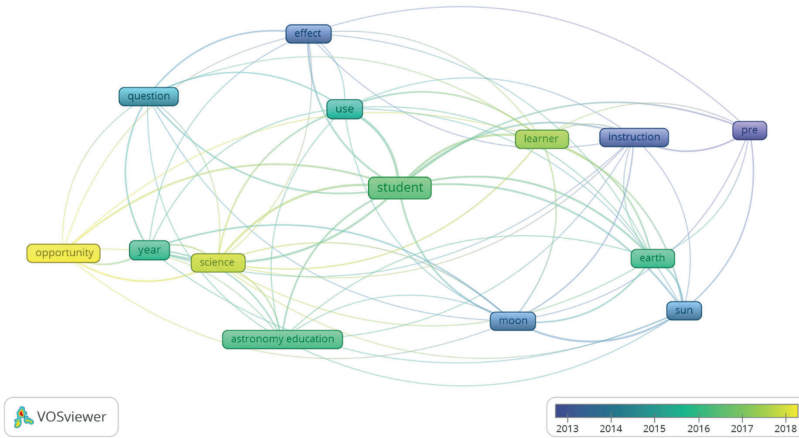 effect
question
use
learner
instruction
pre
student
opportunity
year
science
earth
moon
sun
astronomy education
VOSviewer
2013 2014 2015 2016 2017 2018